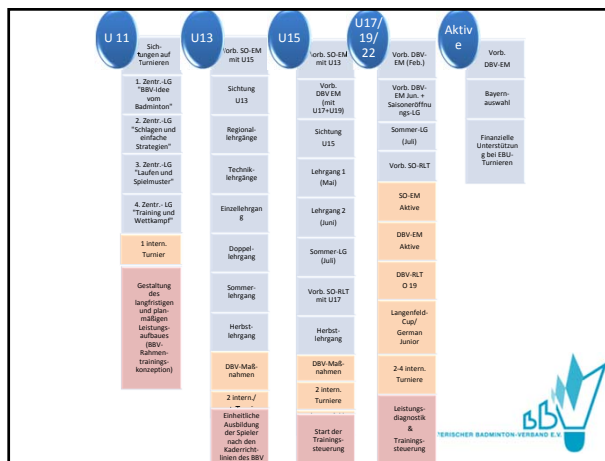 U 11
Sich-
tungen auf
Turnieren
1. Zentr.-LG
"BBV-Idee
vom
Badminton"
2. Zentr.-LG
"Schlagen und
einfache
Strategien"
3. Zentr.-LG
"Laufen und
Spielmuster"
4. Zentr.- LG
"Training und
Wettkampf"
1 intern.
Turnier
Gestaltung
des
langfristigen
und plan-
mäßigen
Leistungs-
aufbaues
(BBV-
Rahmen-
trainings-
konzeption)
U13
Vorb. SO-EM
mit U15
Sichtung
U13
Regional-
lehrgänge
Technik-
lehrgänge
Einzellehrgan
g
Doppel-
lehrgang
Sommer-
lehrgang
Herbst-
lehrgang
DBV-Maß-
nahmen
2 intern./
Einheitliche
Ausbildung
der Spieler
nach den
Kaderricht-
linien des BBV
U15
Vorb. SO-EM
mit U13
Vorb.
DBV EM
(mit
U17+U19)
Sichtung
U15
Lehrgang 1
(Mai)
Lehrgang 2
(Juni)
Sommer-LG
(Juli)
Vorb. SO-RLT
mit U17
Herbst-
lehrgang
DBV-Maß-
nahmen
2 intern.
Turniere
Start der
Trainings-
steuerung
U17/
19/
22
Vorb. DBV-
EM (Feb.)
Vorb. DBV-
EM Jun. +
Saisoneröffnu
ngs-LG
Sommer-LG
(Juli)
Vorb. SO-RLT
SO-EM
Aktive
DBV-EM
Aktive
DBV-RLT
O 19
Langenfeld-
Cup/
German
Junior
2-4 intern.
Turniere
Leistungs-
diagnostik
&
Trainings-
steuerung
Aktiv
e
Vorb.
DBV-EM
Bayern-
auswahl
Finanzielle
Unterstützun
g bei EBU-
Turnieren
BBV
TERISCHER BADMINTON-VERBAND E.V.